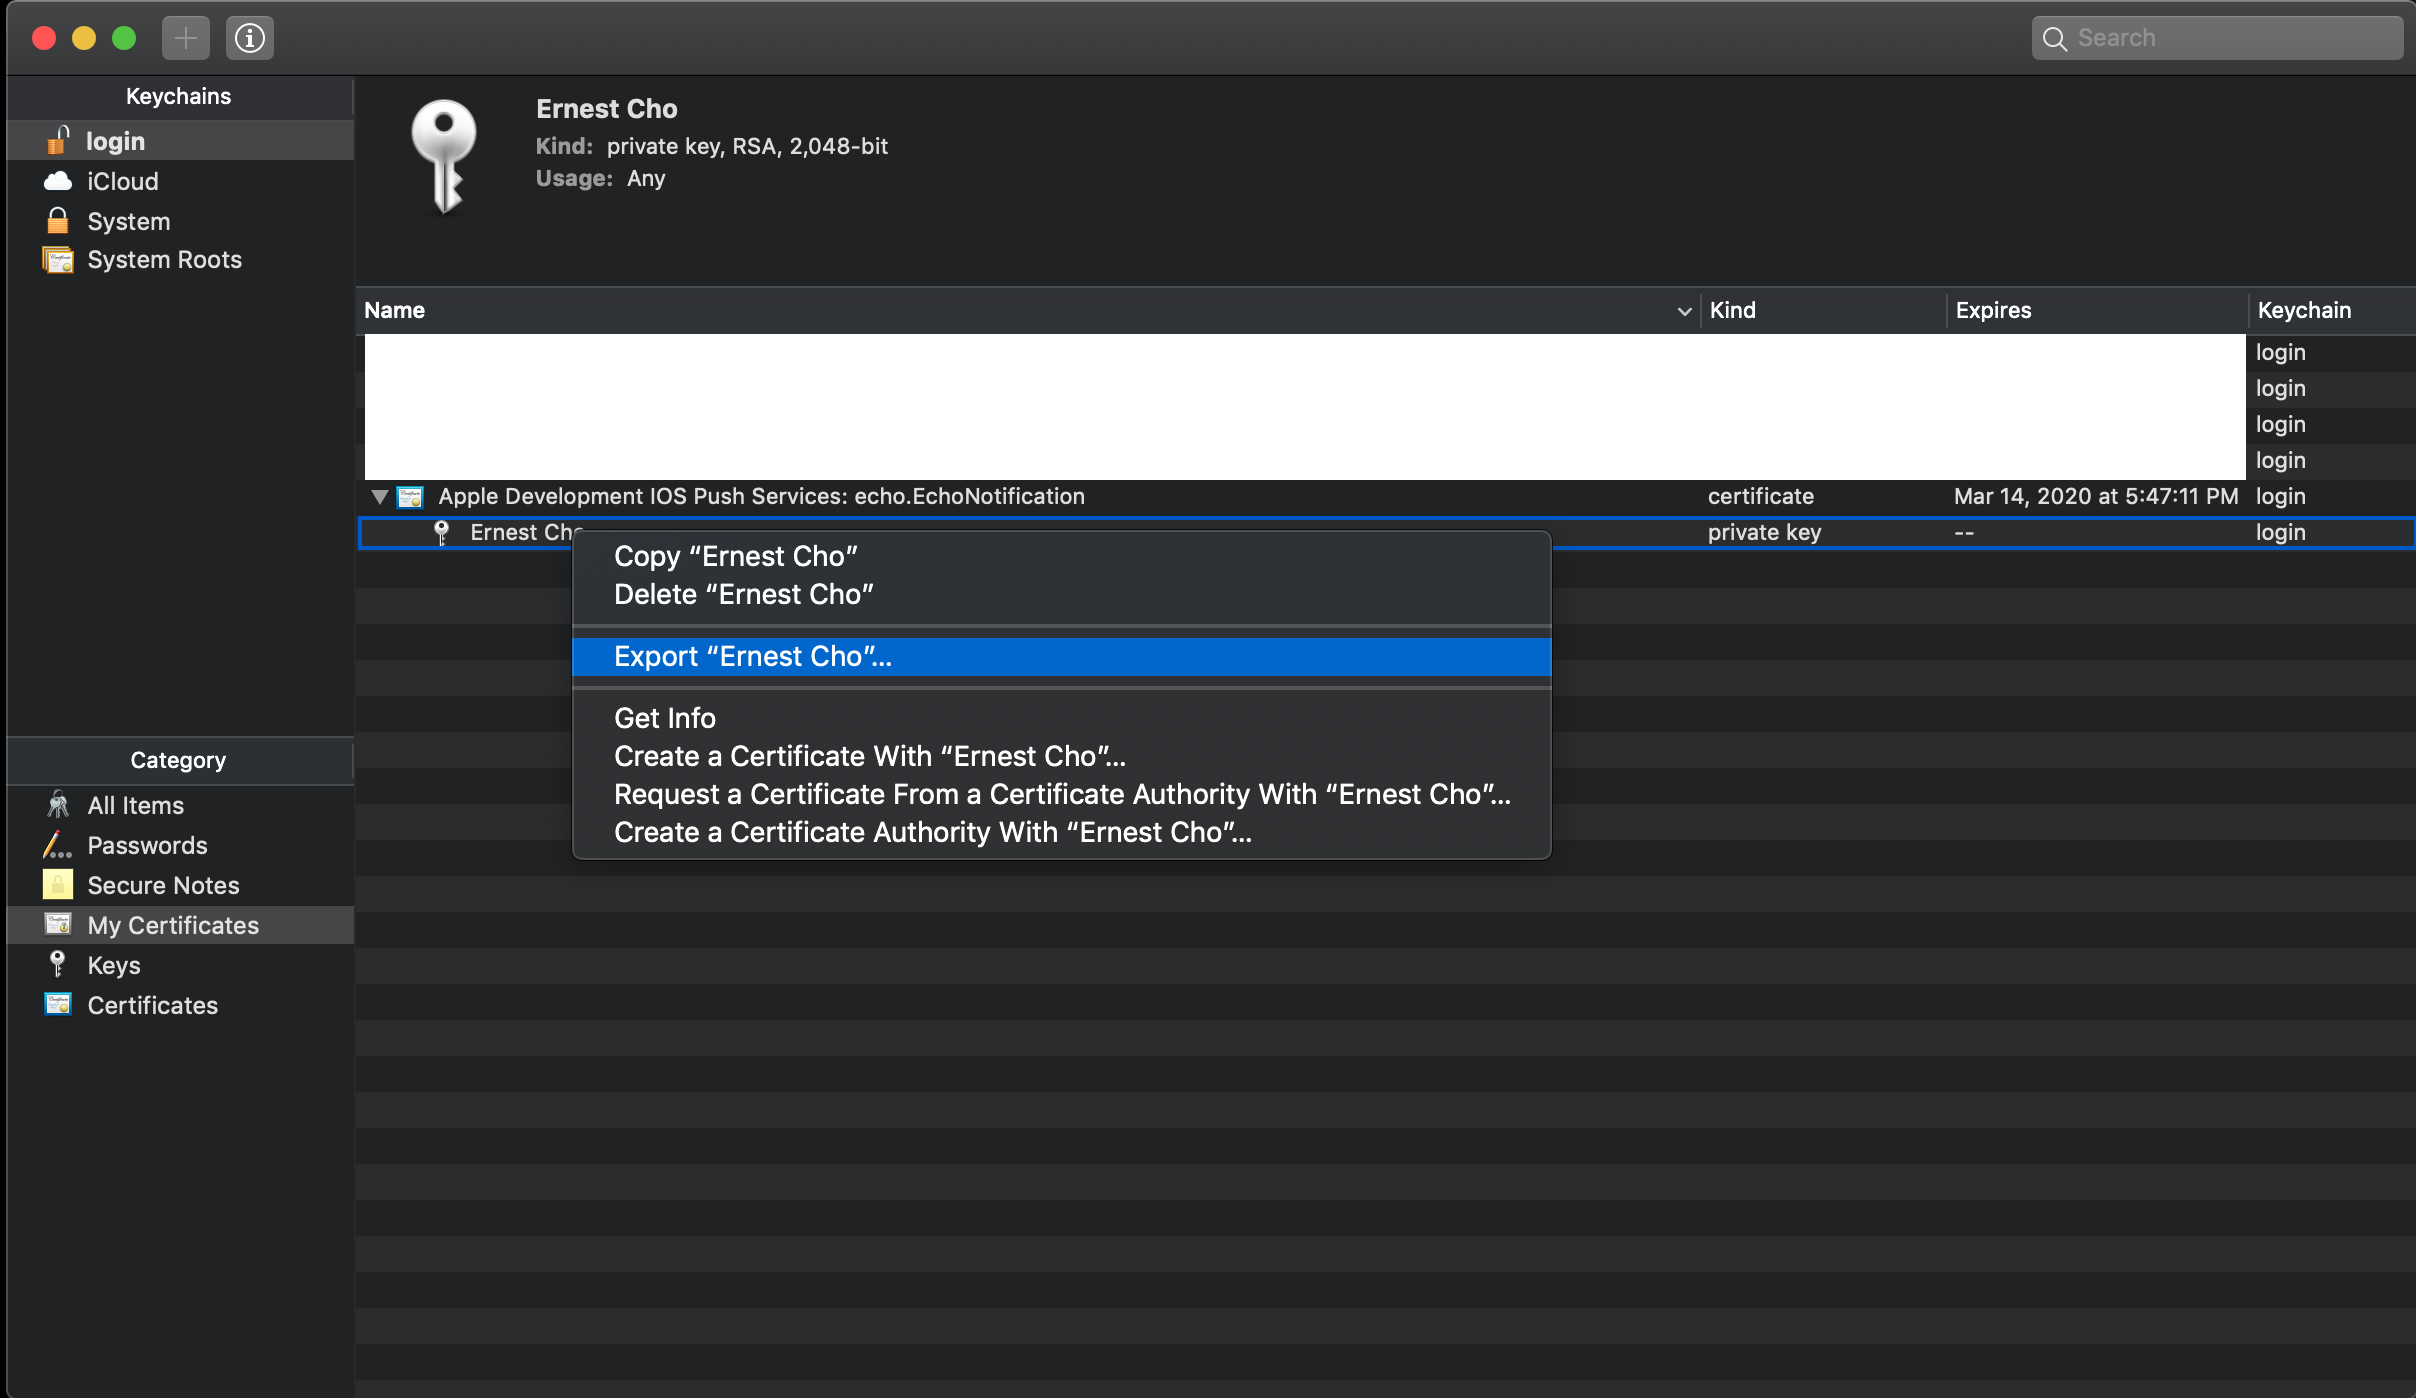 Search
Keychains
login
iCloud
System
System Roots
Ernest Cho
Kind: private key, RSA, 2,048-bit
Usage: Any
Name Kind Expires Keychain
login
login
login
login
Apple Development IOS Push Services: echo.EchoNotification certificate Mar 14, 2020 at 5:47:11 PM login
Ernest Cho private key -- login
Copy “Ernest Cho”
Delete “Ernest Cho”
Export “Ernest Cho”...
Get Info
Create a Certificate With “Ernest Cho”...
Request a Certificate From a Certificate Authority With “Ernest Cho”...
Create a Certificate Authority With “Ernest Cho”...
Category
All Items
Passwords
Secure Notes
My Certificates
Keys
Certificates